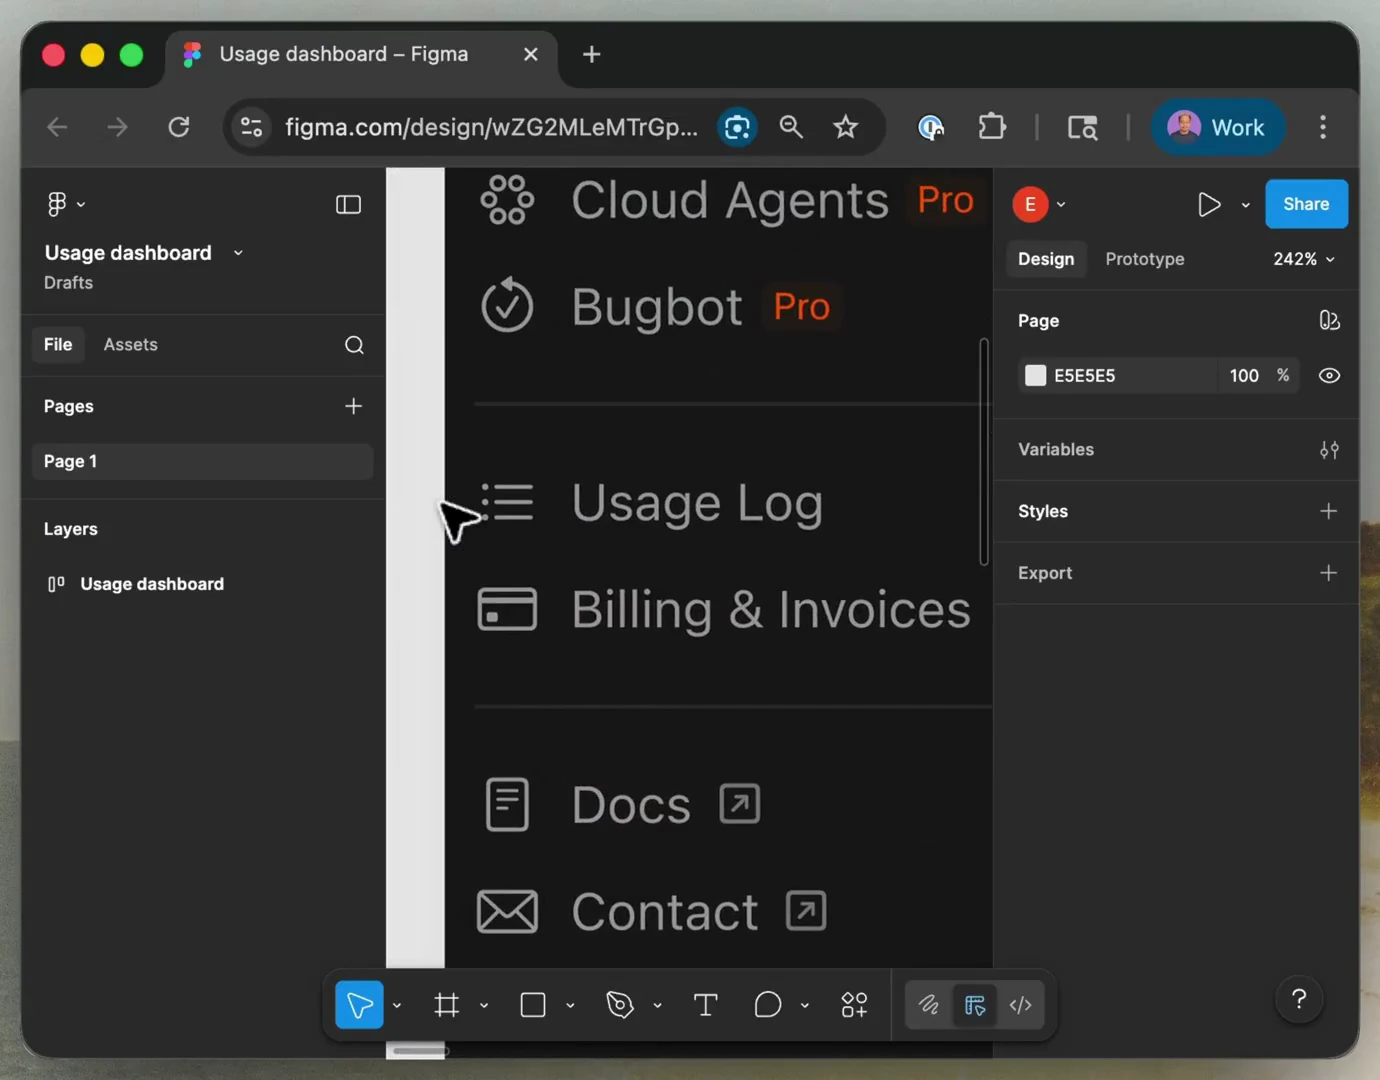 Usage dashboard – Figma
figma.com/design/wZG2MLeMTrGp...
Work
Usage dashboard
Drafts
File
Assets
Pages
Page 1
Layers
Usage dashboard
Cloud Agents Pro
Bugbot Pro
Usage Log
Billing & Invoices
Docs
Contact
E
Share
Design
Prototype
242%
Page
E5E5E5
100 %
Variables
Styles
Export
?